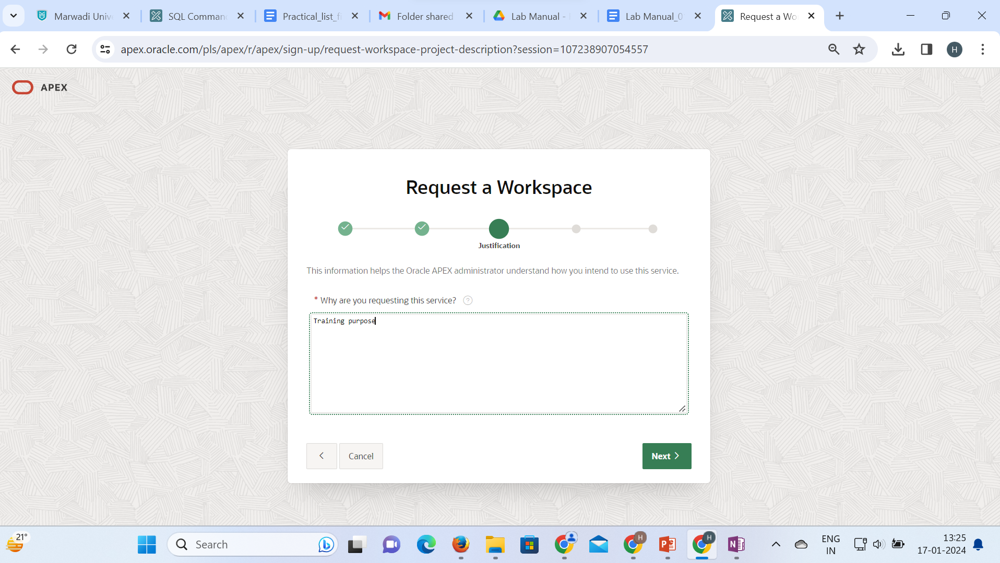 Marwadi Univ
SQL Comman
Practical_list_f
Folder shared
Lab Manual -
Lab Manual_0
Request a Wo
apex.oracle.com/pls/apex/r/apex/sign-up/request-workspace-project-description?session=107238907054557
H
APEX
Request a Workspace
Justification
This information helps the Oracle APEX administrator understand how you intend to use this service.
* Why are you requesting this service? ?
Training purpose
Cancel
Next
21°
Search
H
H
ENG
IN
13:25
17-01-2024